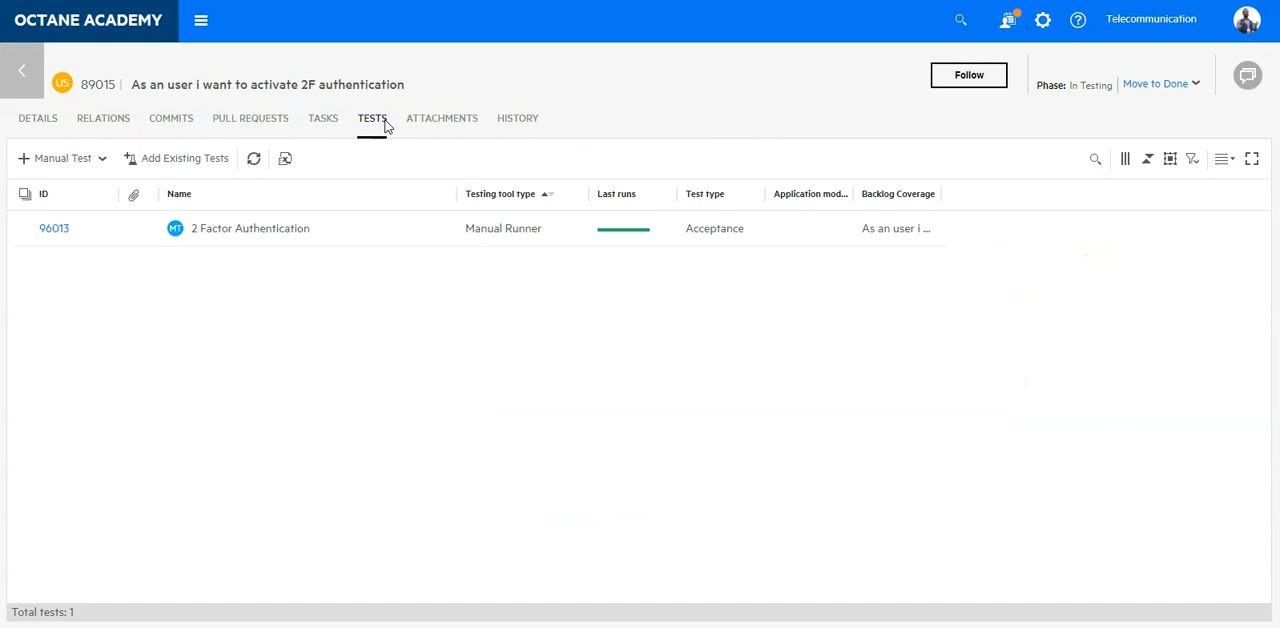 OCTANE ACADEMY
Telecommunication
US 89015 | As an user i want to activate 2F authentication
Follow
Phase: In Testing
Move to Done
DETAILS RELATIONS COMMITS PULL REQUESTS TASKS TESTS ATTACHMENTS HISTORY
Manual Test Add Existing Tests
ID Name Testing tool type Last runs Test type Application mod... Backlog Coverage
96013 MT 2 Factor Authentication Manual Runner Acceptance As an user i ...
Total tests: 1